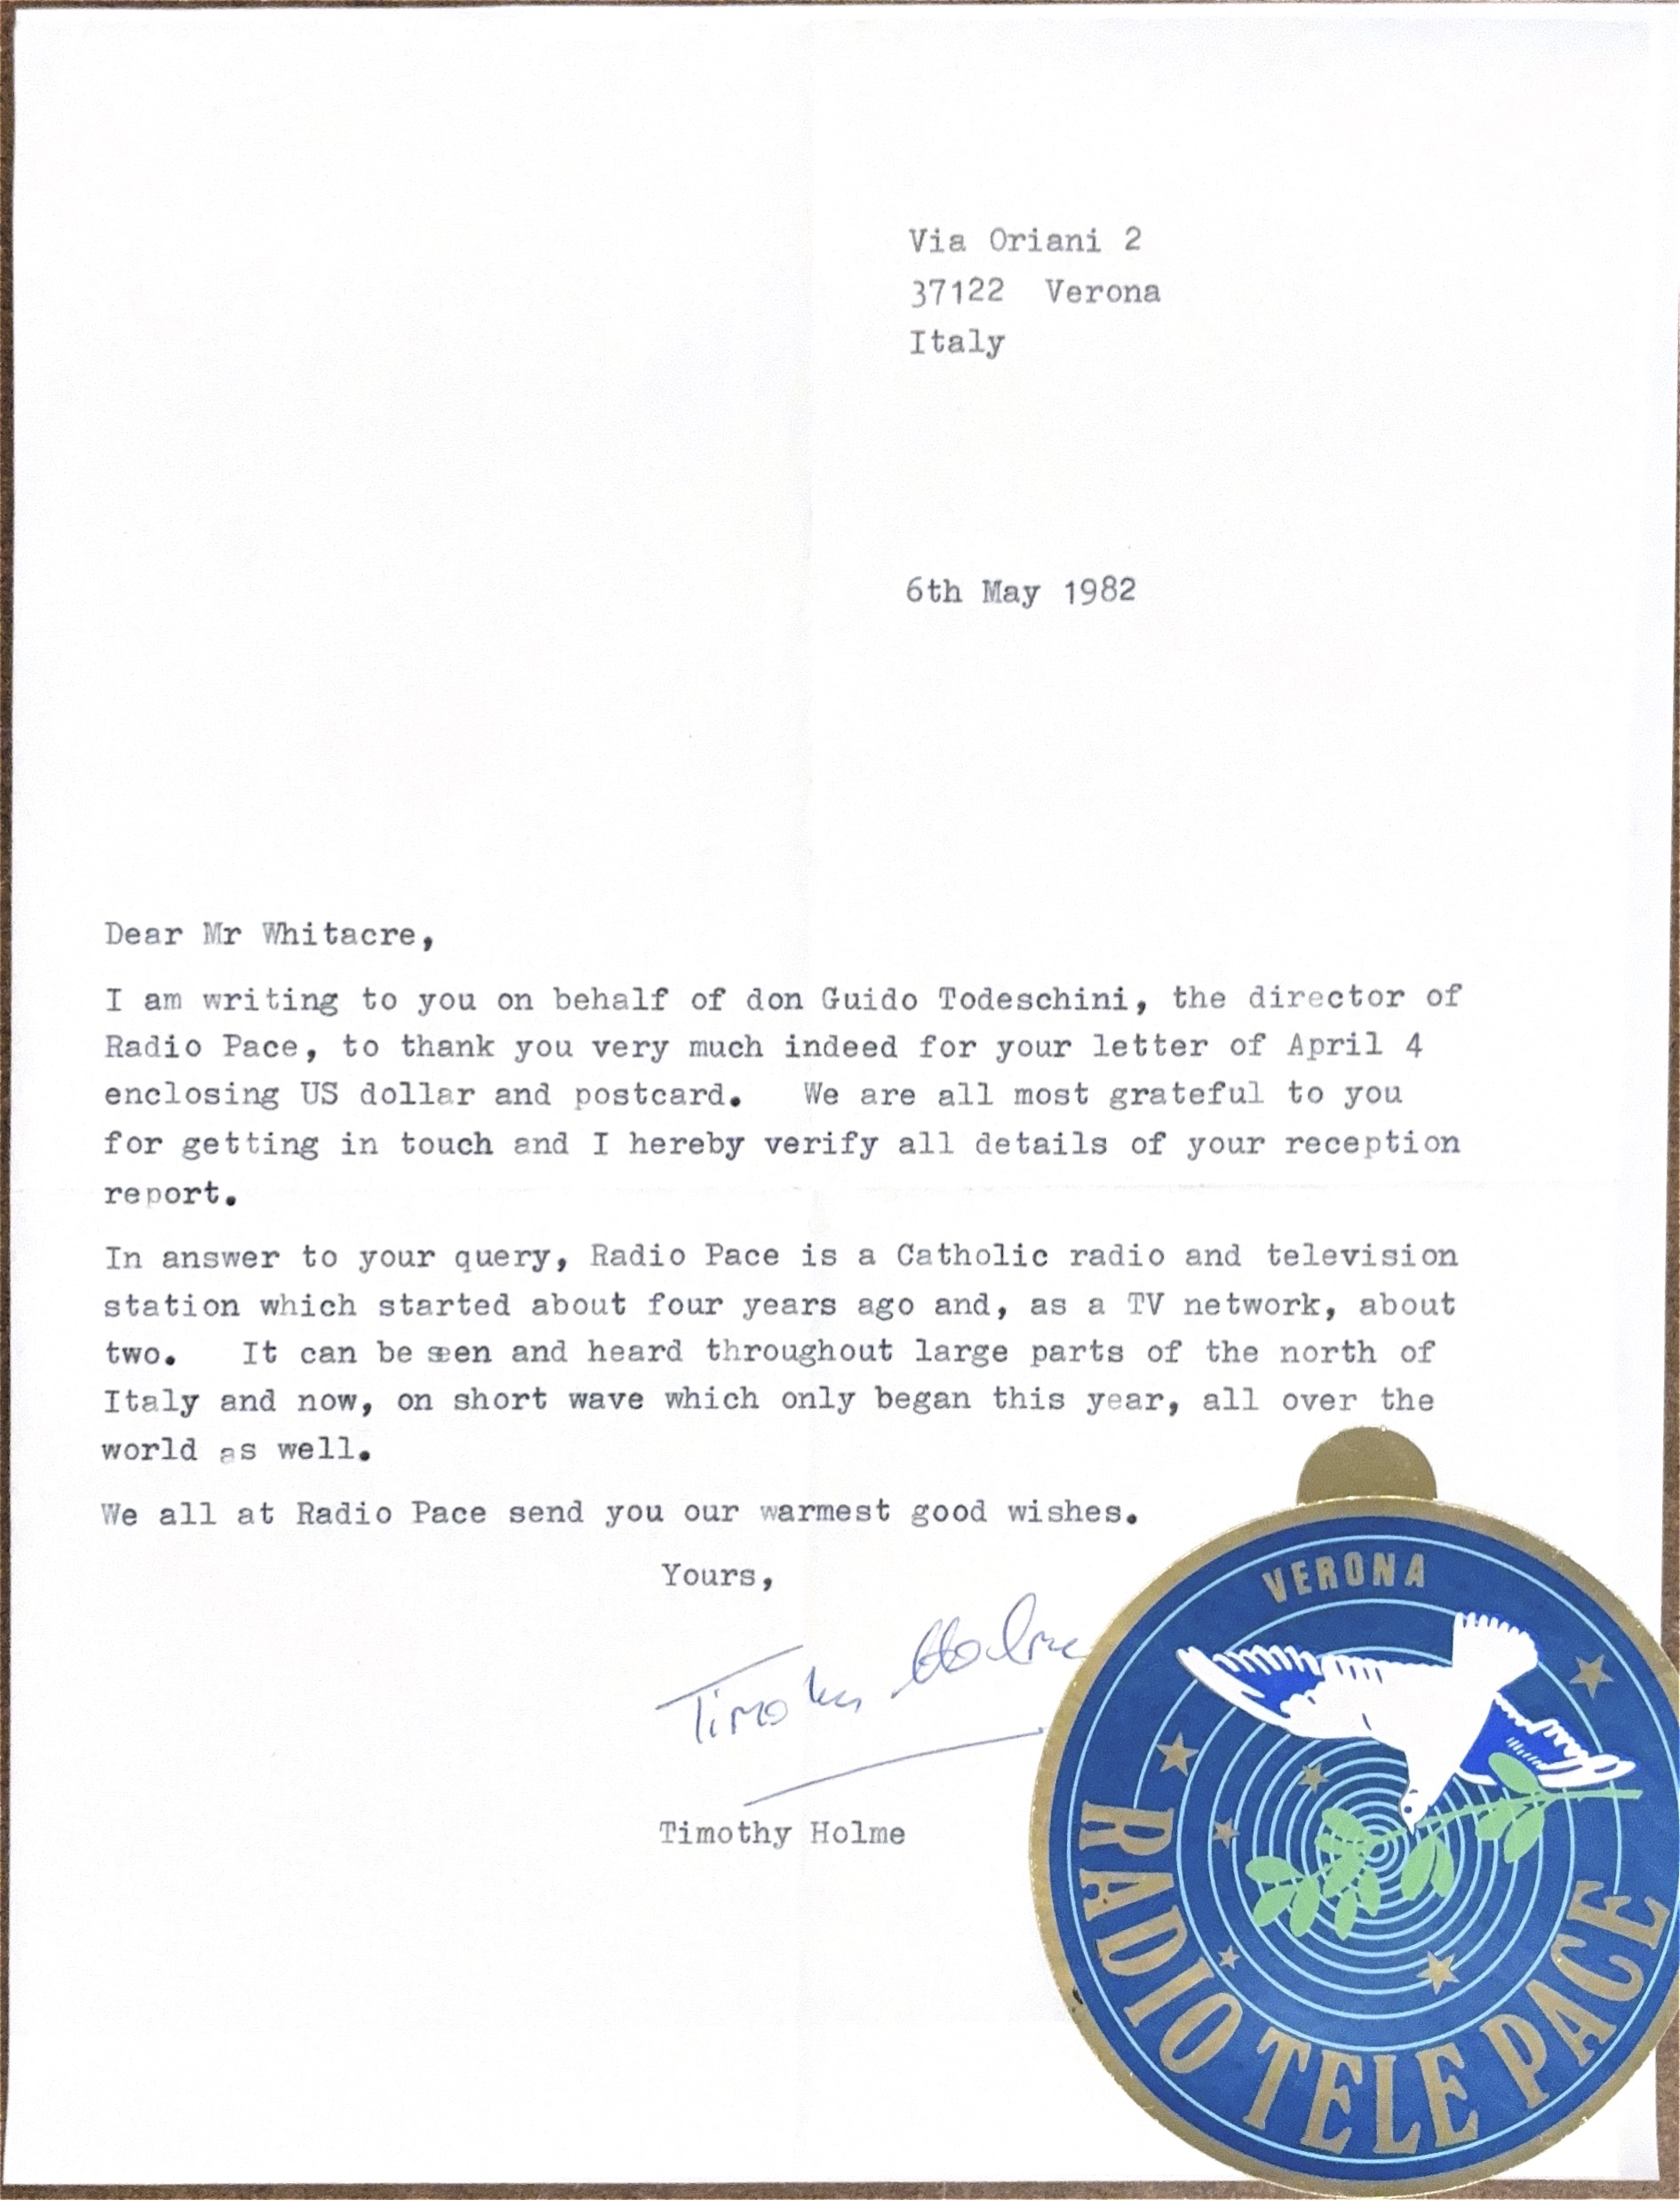 Via Oriani 2
37122 Verona
Italy
6th May 1982
Dear Mr Whitacre,
I am writing to you on behalf of don Guido Todeschini, the director of
Radio Pace, to thank you very much indeed for your letter of April 4
enclosing US dollar and postcard. We are all most grateful to you
for getting in touch and I hereby verify all details of your reception
report.
In answer to your query, Radio Pace is a Catholic radio and television
station which started about four years ago and, as a TV network, about
two. It can be seen and heard throughout large parts of the north of
Italy and now, on short wave which only began this year, all over the
world as well.
We all at Radio Pace send you our warmest good wishes.
Yours,
Timothy Holme
Timothy Holme
VERONA
RADIO TELE PACE